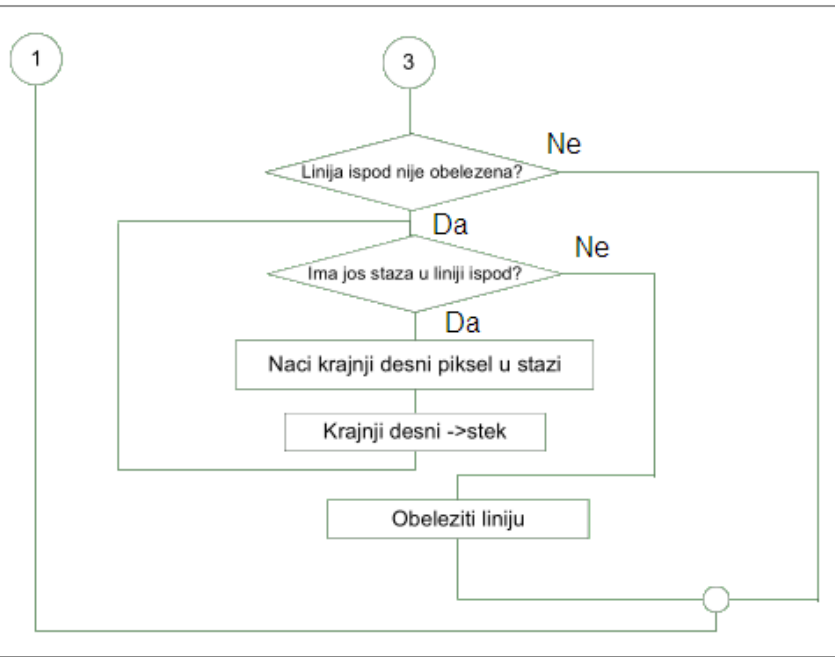 1
3
Ne
Linija ispod nije obelezena?
Da
Ne
Ima jos staza u liniji ispod?
Da
Naci krajnji desni piksel u stazi
Krajnji desni ->stek
Obeleziti liniju